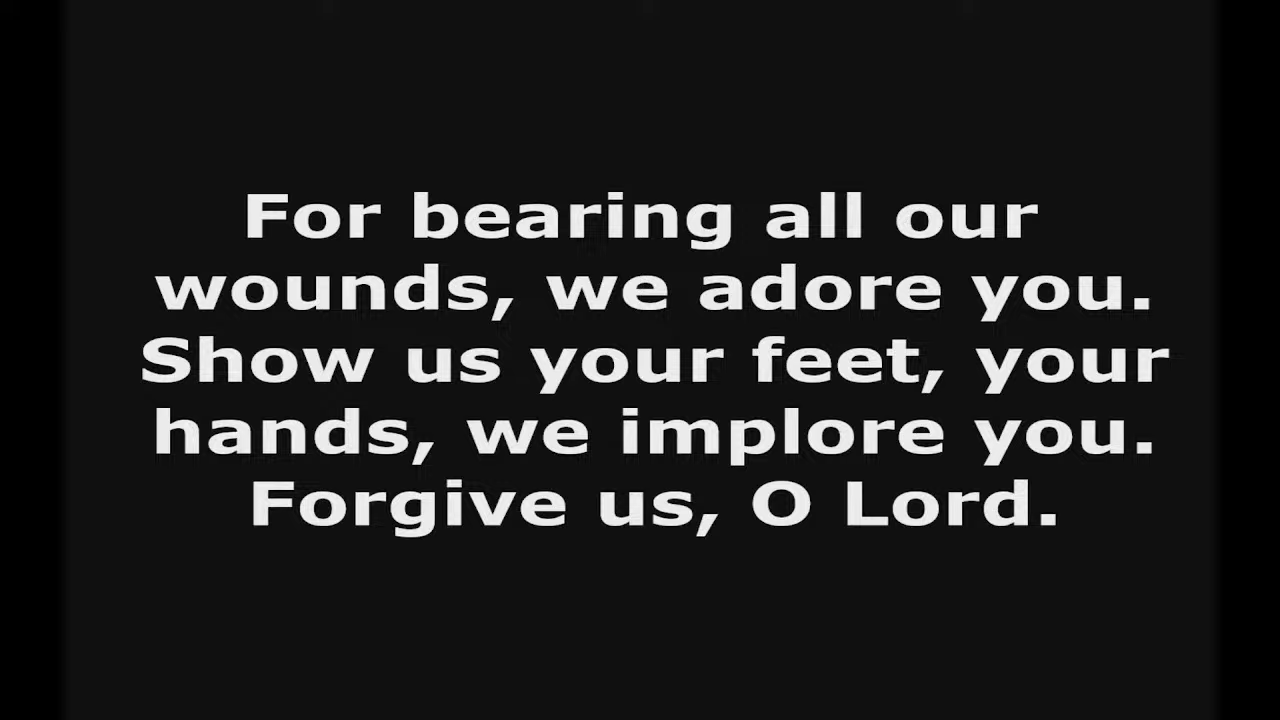 For bearing all our
wounds, we adore you.
Show us your feet, your
hands, we implore you.
Forgive us, O Lord.